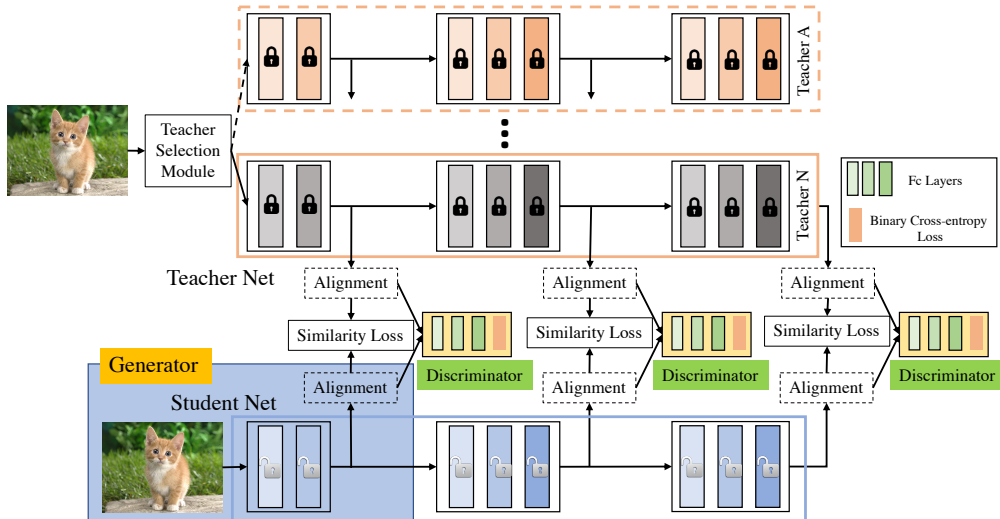 Teacher A
Teacher
Selection
Module
Teacher N
Fc Layers
Binary Cross-entropy
Loss
Teacher Net
Alignment
Alignment
Alignment
Similarity Loss
Similarity Loss
Similarity Loss
Generator
Discriminator
Discriminator
Discriminator
Alignment
Alignment
Alignment
Student Net